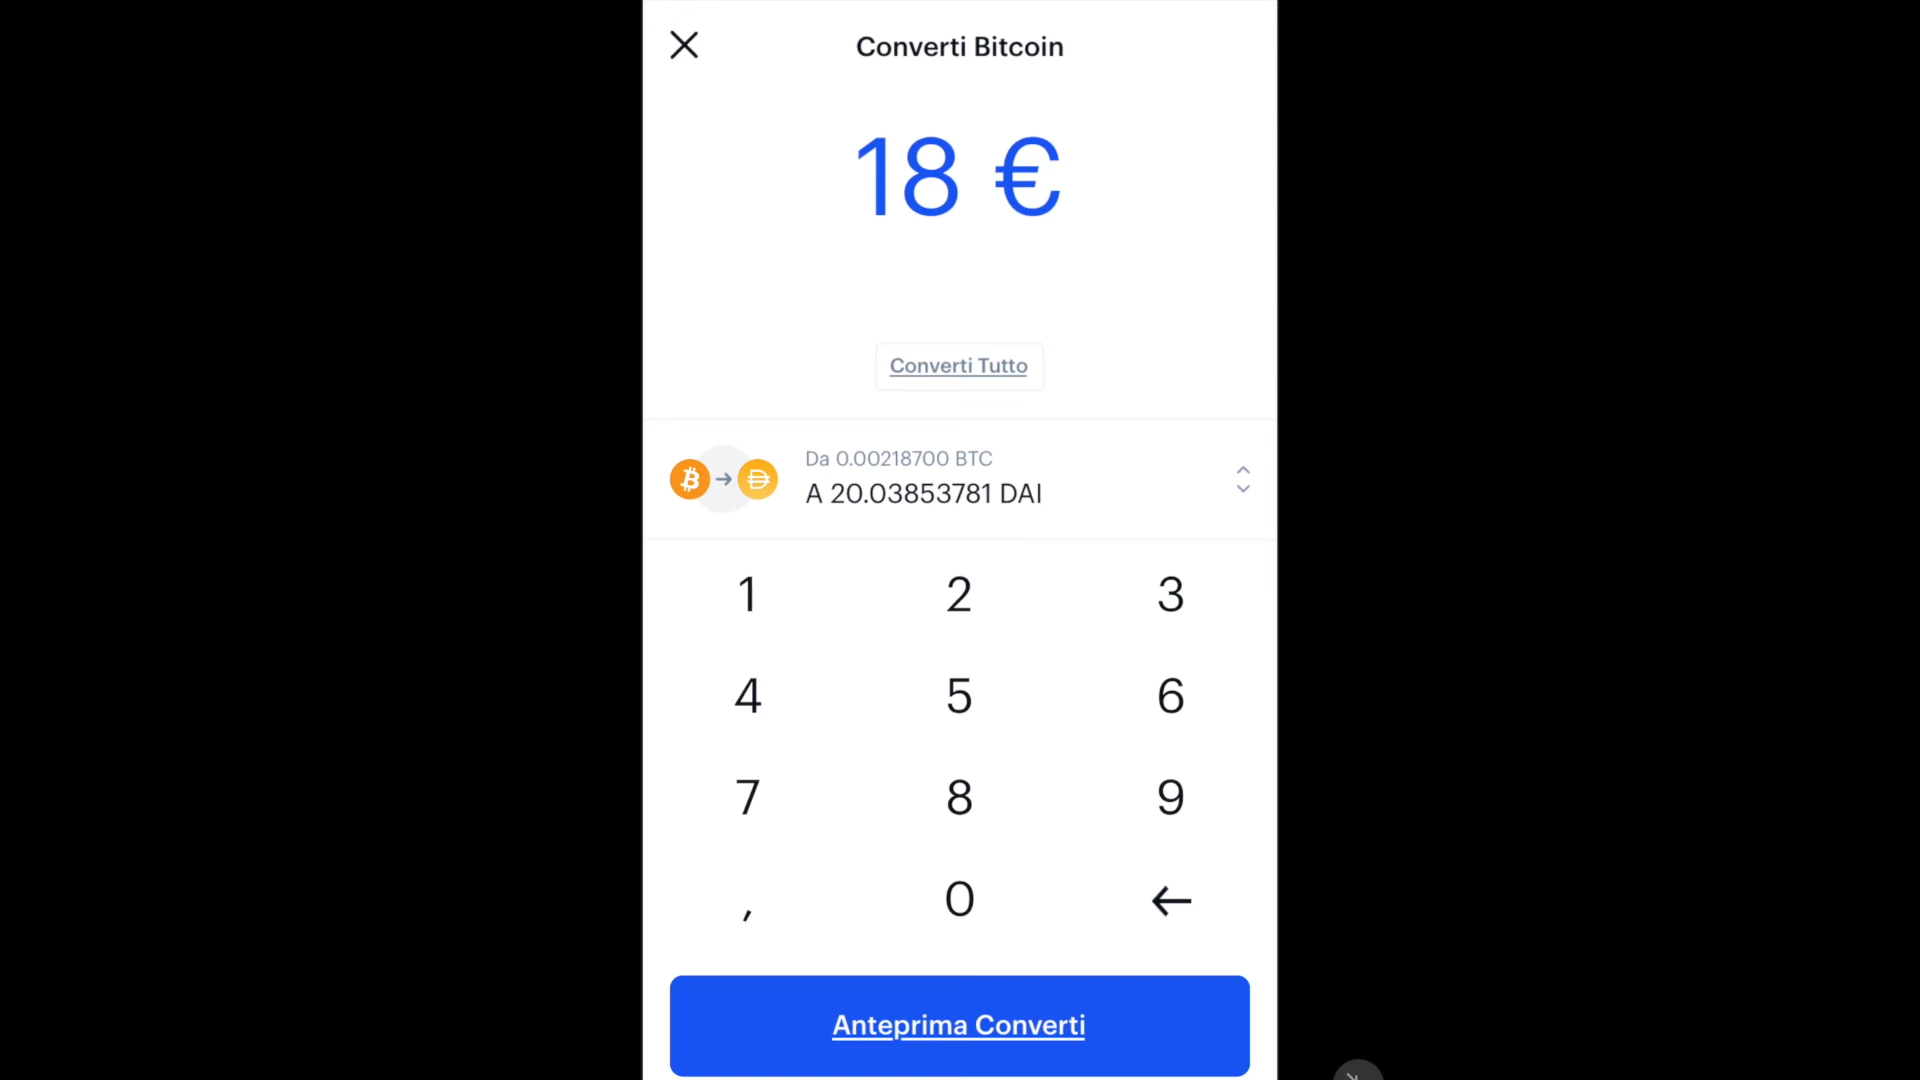 Converti Bitcoin
18 €
Converti Tutto
Da 0.00218700 BTC
A 20.03853781 DAI
1 2 3
4 5 6
7 8 9
, 0
Anteprima Converti